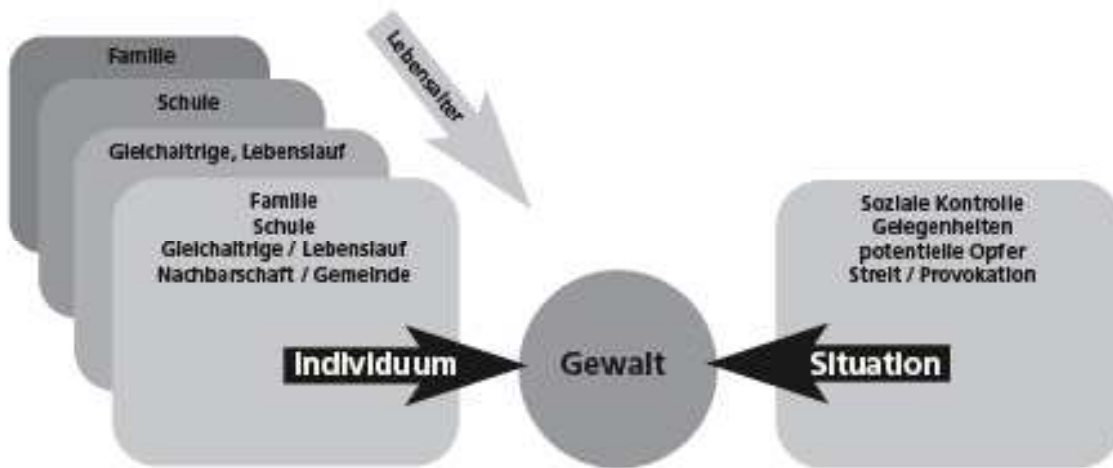 Familie
Schule
Gleichaltrige, Lebenslauf
Familie
Schule
Gleichaltrige / Lebenslauf
Nachbarschaft / Gemeinde
Individuum
Lebensalter
Gewalt
Soziale Kontrolle
Gelegenheiten
potentielle Opfer
Streit / Provokation
Situation